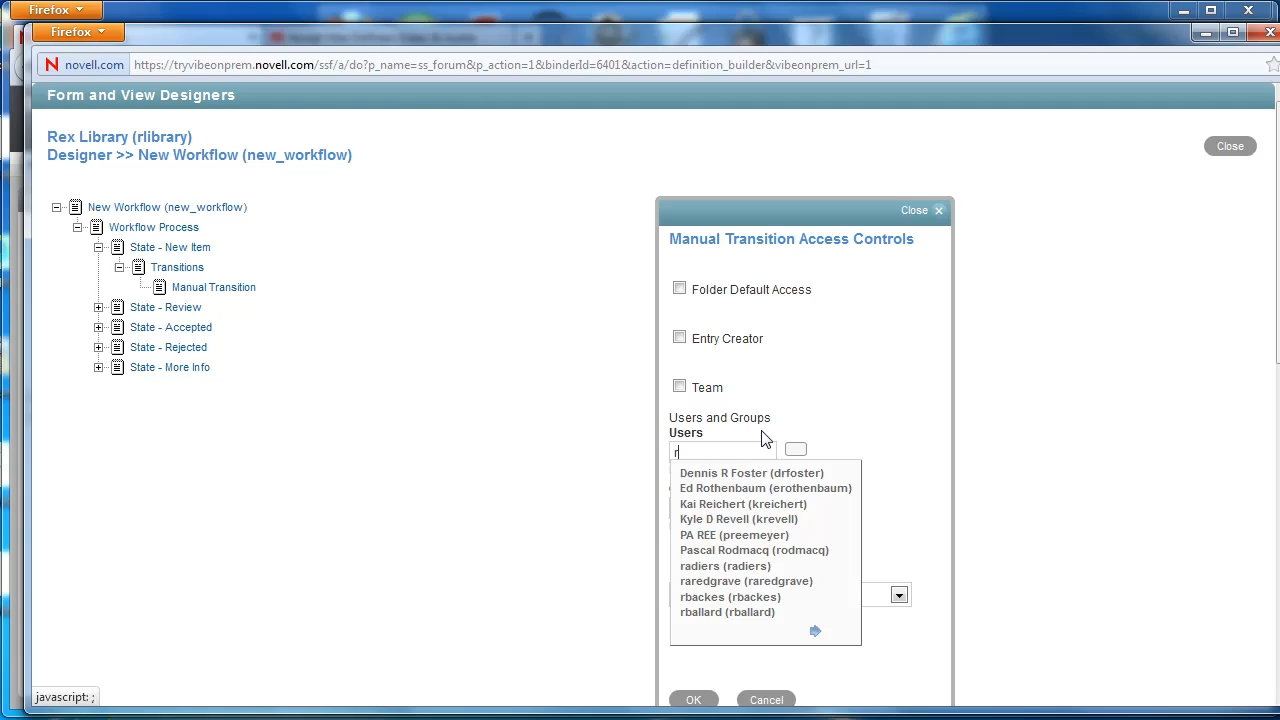 Firefox
Firefox
novell.com
https://tryvibeonprem.novell.com/ssf/a/do?p_name=ss_forum&p_action=1&binderId=6401&action=definition_builder&vibeonprem_url=1
Form and View Designers
Rex Library (rlibrary)
Designer >> New Workflow (new_workflow)
Close
New Workflow (new_workflow)
Workflow Process
State - New Item
Transitions
Manual Transition
State - Review
State - Accepted
State - Rejected
State - More Info
Close
Manual Transition Access Controls
Folder Default Access
Entry Creator
Team
Users and Groups
Users
r
Dennis R Foster (drfoster)
Ed Rothenbaum (erothenbaum)
Kai Reichert (kreichert)
Kyle D Revell (krevell)
PA REE (preemeyer)
Pascal Rodmacq (rodmacq)
radiers (radiers)
raredgrave (raredgrave)
rbackes (rbackes)
rballard (rballard)
OK
Cancel
javascript: ;